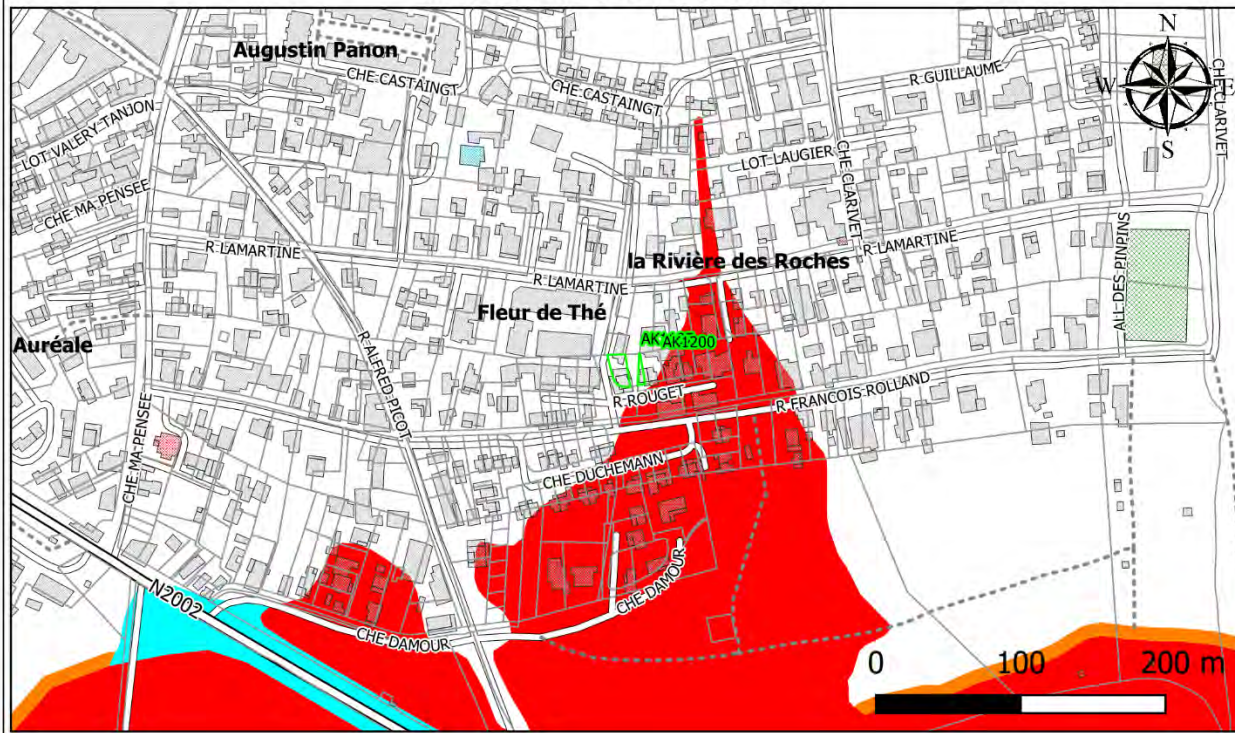 N
Augustin Panon
CHE CASTAINGT
CHE CASTAINGT
R GUILLAUME
CHE CLARIVET
W
E
S
LOT VALERY TANJON
LOT LAUGIER
CHE CLARIVET
CHE MA PENSEE
R LAMARTINE
R LAMARTINE
la Rivière des Roches
R LAMARTINE
ALL DES PINPINS
Fleur de Thé
Auréale
AK1200
R ALFRED PICOT
R ROUGET
R FRANCOIS ROLLAND
CHE MA PENSEE
CHE DUCHEMANN
CHE DAMOUR
N2002
CHE DAMOUR
0
100
200 m